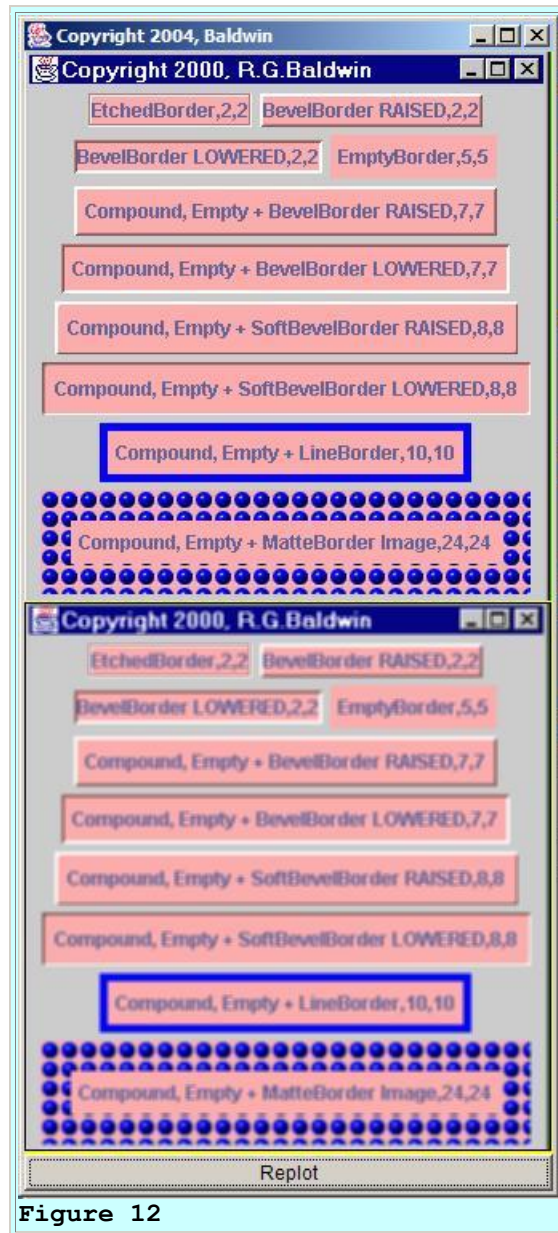 Copyright 2004, Baldwin
Copyright 2000, R.G.Baldwin
EtchedBorder,2,2 BevelBorder RAISED,2,2
BevelBorder LOWERED,2,2 EmptyBorder,5,5
Compound, Empty + BevelBorder RAISED,7,7
Compound, Empty + BevelBorder LOWERED,7,7
Compound, Empty + SoftBevelBorder RAISED,8,8
Compound, Empty + SoftBevelBorder LOWERED,8,8
Compound, Empty + LineBorder,10,10
Compound, Empty + MatteBorder Image,24,24
Copyright 2000, R.G.Baldwin
EtchedBorder,2,2 BevelBorder RAISED,2,2
BevelBorder LOWERED,2,2 EmptyBorder,5,5
Compound, Empty + BevelBorder RAISED,7,7
Compound, Empty + BevelBorder LOWERED,7,7
Compound, Empty + SoftBevelBorder RAISED,8,8
Compound, Empty + SoftBevelBorder LOWERED,8,8
Compound, Empty + LineBorder,10,10
Compound, Empty + MatteBorder Image,24,24
Replot
Figure 12